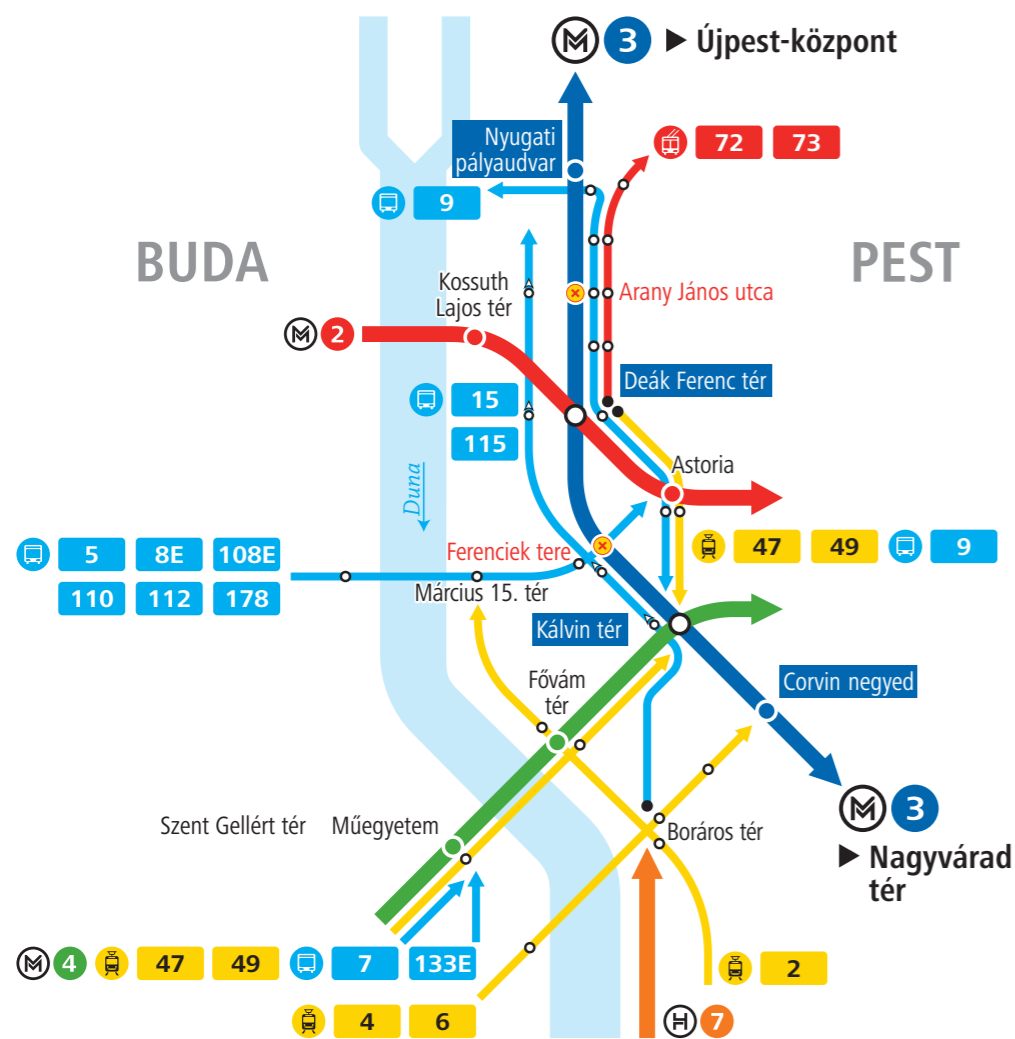 M 3 ▶ Újpest-központ
Nyugati
pályaudvar
72 73
9
BUDA
PEST
Kossuth
Lajos tér
Arany János utca
M 2
Deák Ferenc tér
15
115
Astoria
Duna
47 49 9
Ferenciek tere
5 8E 108E
110 112 178
Március 15. tér
Kálvin tér
Fővám
tér
Corvin negyed
M 3
▶ Nagyvárad
tér
Szent Gellért tér Műegyetem
Boráros tér
M 4 47 49 7 133E
2
4 6
H 7